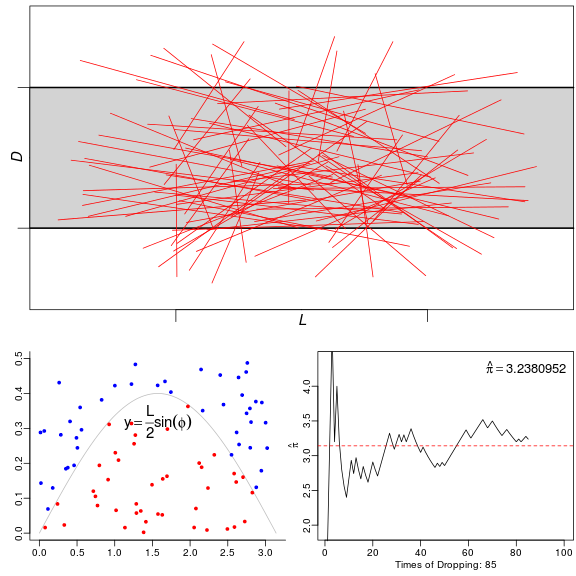 D
L
0.5
0.4
0.3
0.2
0.1
0.0
y = L/2 sin(ϕ)
0.0 0.5 1.0 1.5 2.0 2.5 3.0
π̂ = 3.2380952
4.0
3.5
3.0
2.5
2.0
π̂
0 20 40 60 80
Times of Dropping: 85